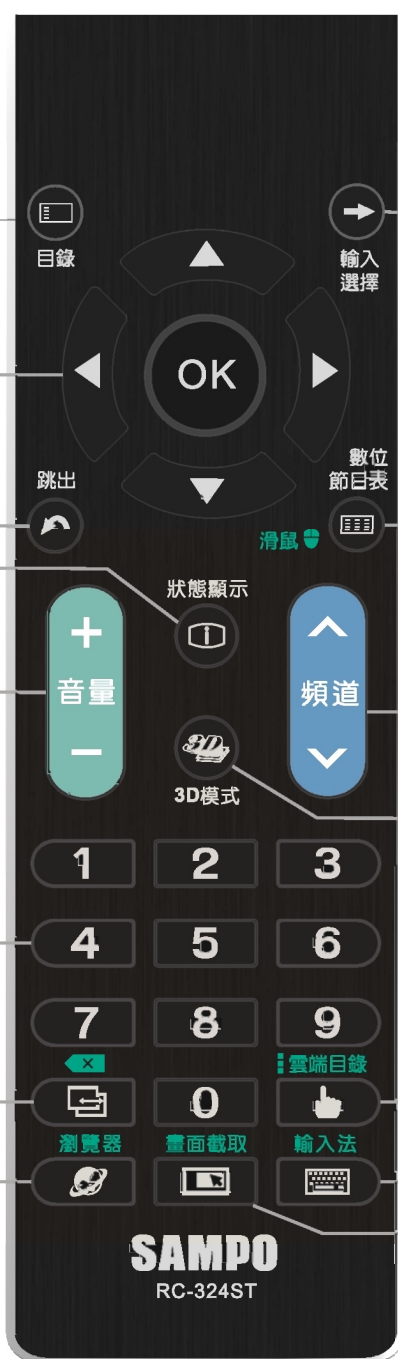 目錄
輸入
選擇
OK
跳出
數位
節目表
滑鼠
狀態顯示
+
音量
−
頻道
3D
3D模式
1
2
3
4
5
6
7
8
9
雲端目錄
0
瀏覽器
畫面截取
輸入法
SAMPO
RC-324ST